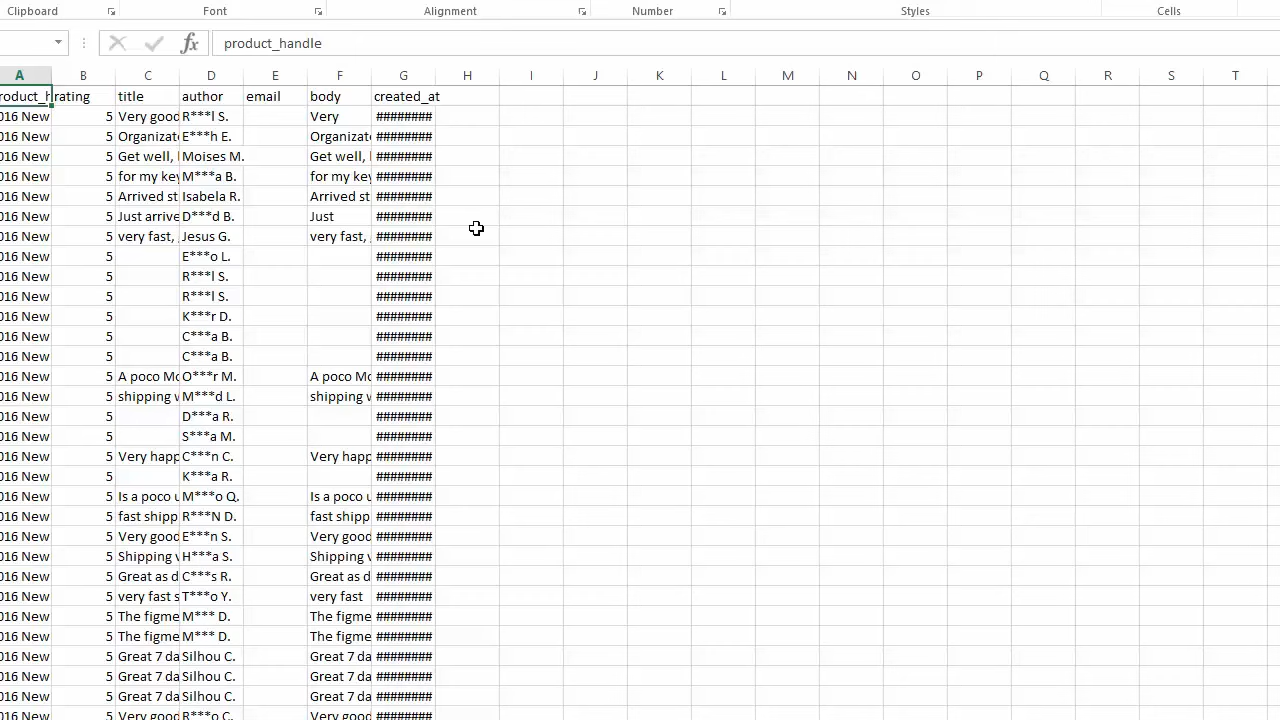 Clipboard Font Alignment Number Styles Cells
fx product_handle
A B C D E F G H I J K L M N O P Q R S T
roduct_h rating title author email body created_at
016 New 5 Very good R***l S. Very ########
016 New 5 Organizat E***h E. Organizat ########
016 New 5 Get well, Moises M. Get well, ########
016 New 5 for my key M***a B. for my key ########
016 New 5 Arrived st Isabela R. Arrived st ########
016 New 5 Just arrive D***d B. Just ########
016 New 5 very fast, Jesus G. very fast, ########
016 New 5 E***o L. ########
016 New 5 R***l S. ########
016 New 5 R***l S. ########
016 New 5 K***r D. ########
016 New 5 C***a B. ########
016 New 5 C***a B. ########
016 New 5 A poco Mo O***r M. A poco Mo ########
016 New 5 shipping w M***d L. shipping w ########
016 New 5 D***a R. ########
016 New 5 S***a M. ########
016 New 5 Very happ C***n C. Very happ ########
016 New 5 K***a R. ########
016 New 5 Is a poco u M***o Q. Is a poco u ########
016 New 5 fast shipp R***N D. fast shipp ########
016 New 5 Very good E***n S. Very good ########
016 New 5 Shipping v H***a S. Shipping ########
016 New 5 Great as d C***s R. Great as d ########
016 New 5 very fast s T***o Y. very fast ########
016 New 5 The figme M*** D. The figme ########
016 New 5 The figme M*** D. The figme ########
016 New 5 Great 7 da Silhou C. Great 7 da ########
016 New 5 Great 7 da Silhou C. Great 7 da ########
016 New 5 Great 7 da Silhou C. Great 7 da ########
016 New 5 Very good R***o C. Very good ########